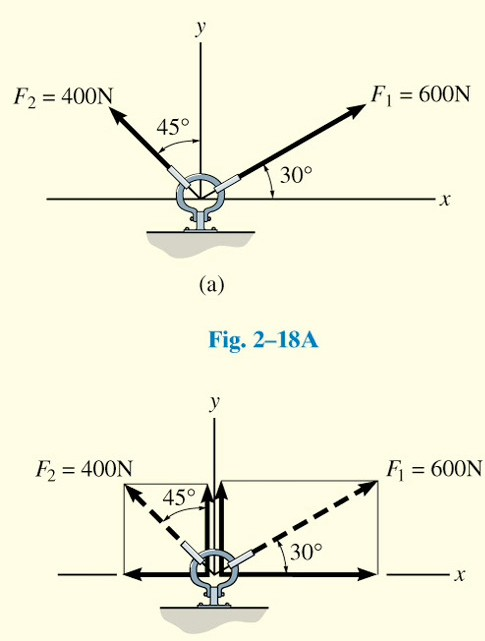 y
F₂ = 400N
F₁ = 600N
45°
30°
x
(a)
Fig. 2–18A
y
F₂ = 400N
F₁ = 600N
45°
30°
x